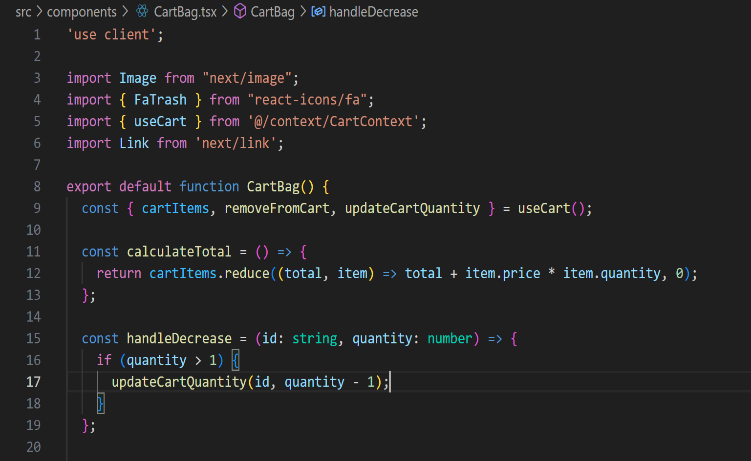 src > components > CartBag.tsx > CartBag > handleDecrease
1 'use client';
2
3 import Image from "next/image";
4 import { FaTrash } from "react-icons/fa";
5 import { useCart } from '@/context/CartContext';
6 import Link from 'next/link';
7
8 export default function CartBag() {
9 const { cartItems, removeFromCart, updateCartQuantity } = useCart();
10
11 const calculateTotal = () => {
12 return cartItems.reduce((total, item) => total + item.price * item.quantity, 0);
13 };
14
15 const handleDecrease = (id: string, quantity: number) => {
16 if (quantity > 1) {
17 updateCartQuantity(id, quantity - 1);
18 }
19 };
20